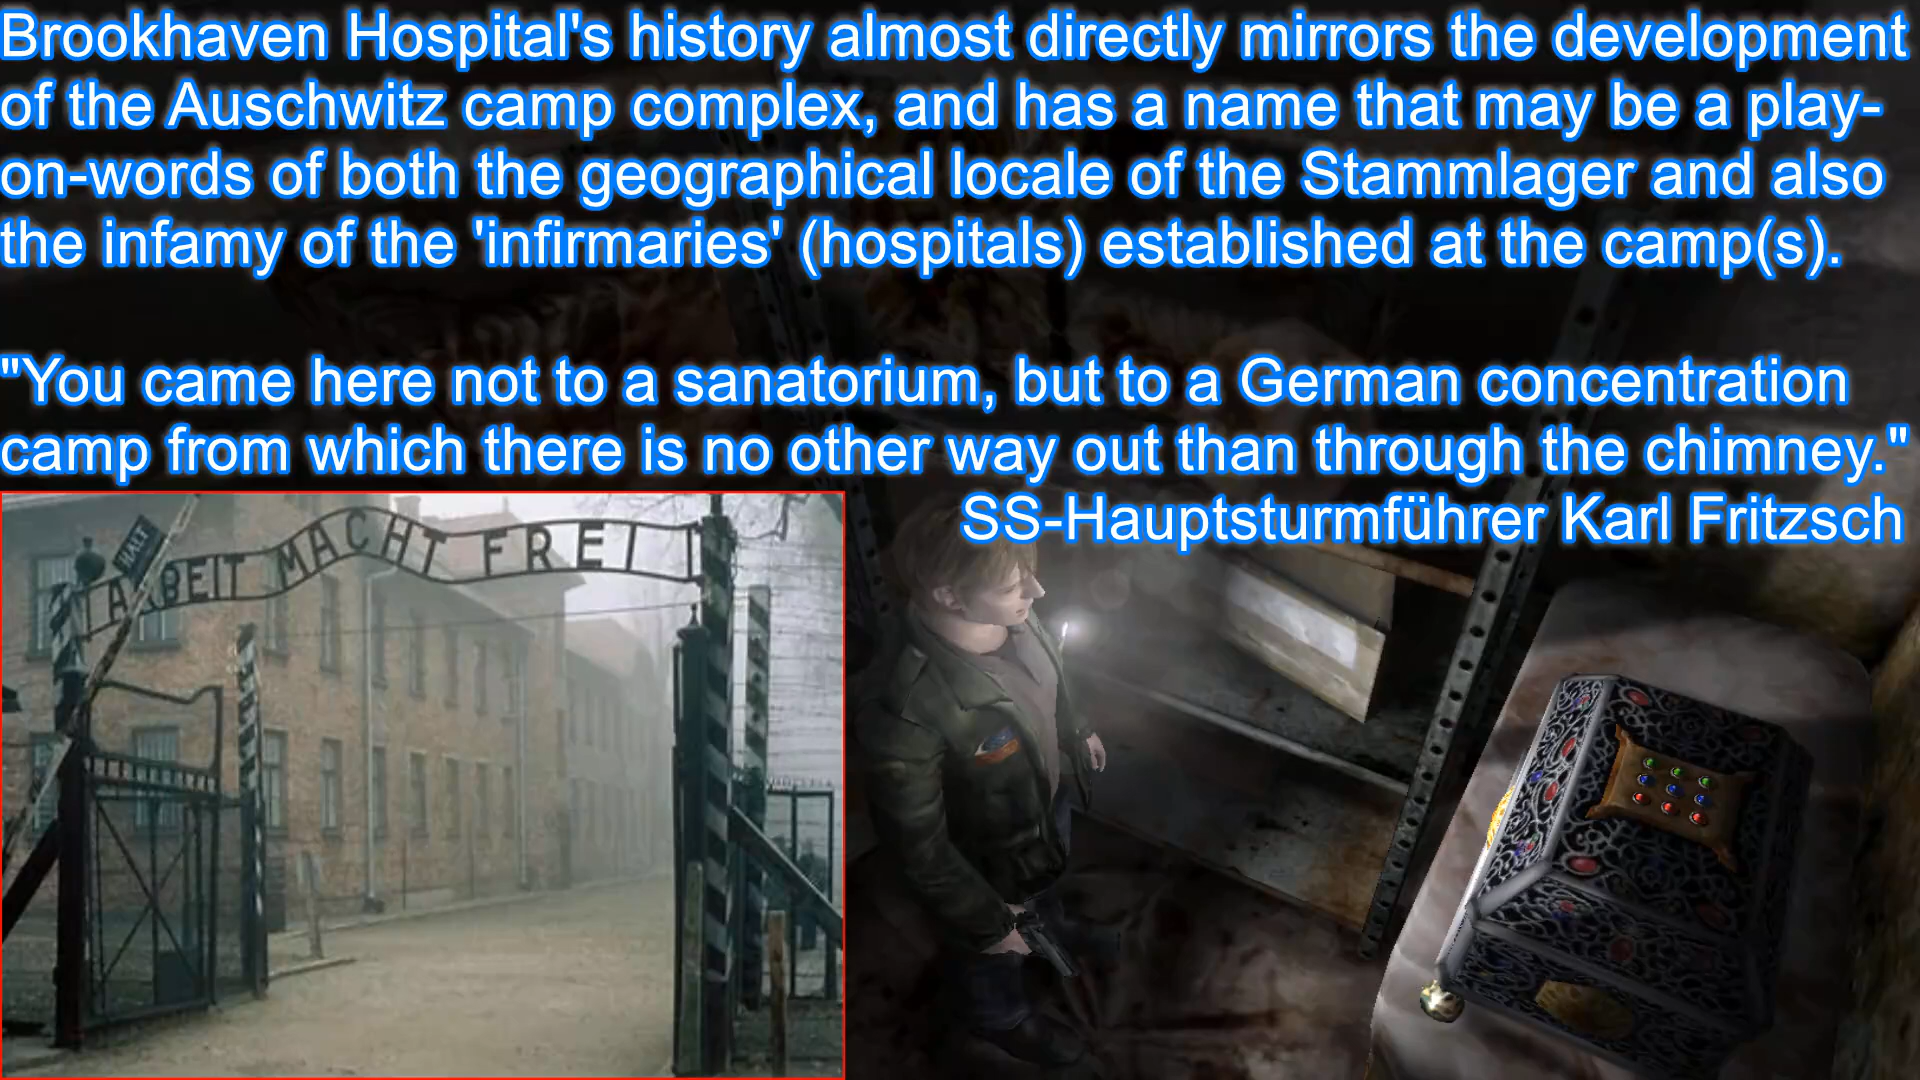 Brookhaven Hospital's history almost directly mirrors the development
of the Auschwitz camp complex, and has a name that may be a play-
on-words of both the geographical locale of the Stammlager and also
the infamy of the 'infirmaries' (hospitals) established at the camp(s).
"You came here not to a sanatorium, but to a German concentration
camp from which there is no other way out than through the chimney."
SS-Hauptsturmführer Karl Fritzsch
HALT
ARBEIT MACHT FREI